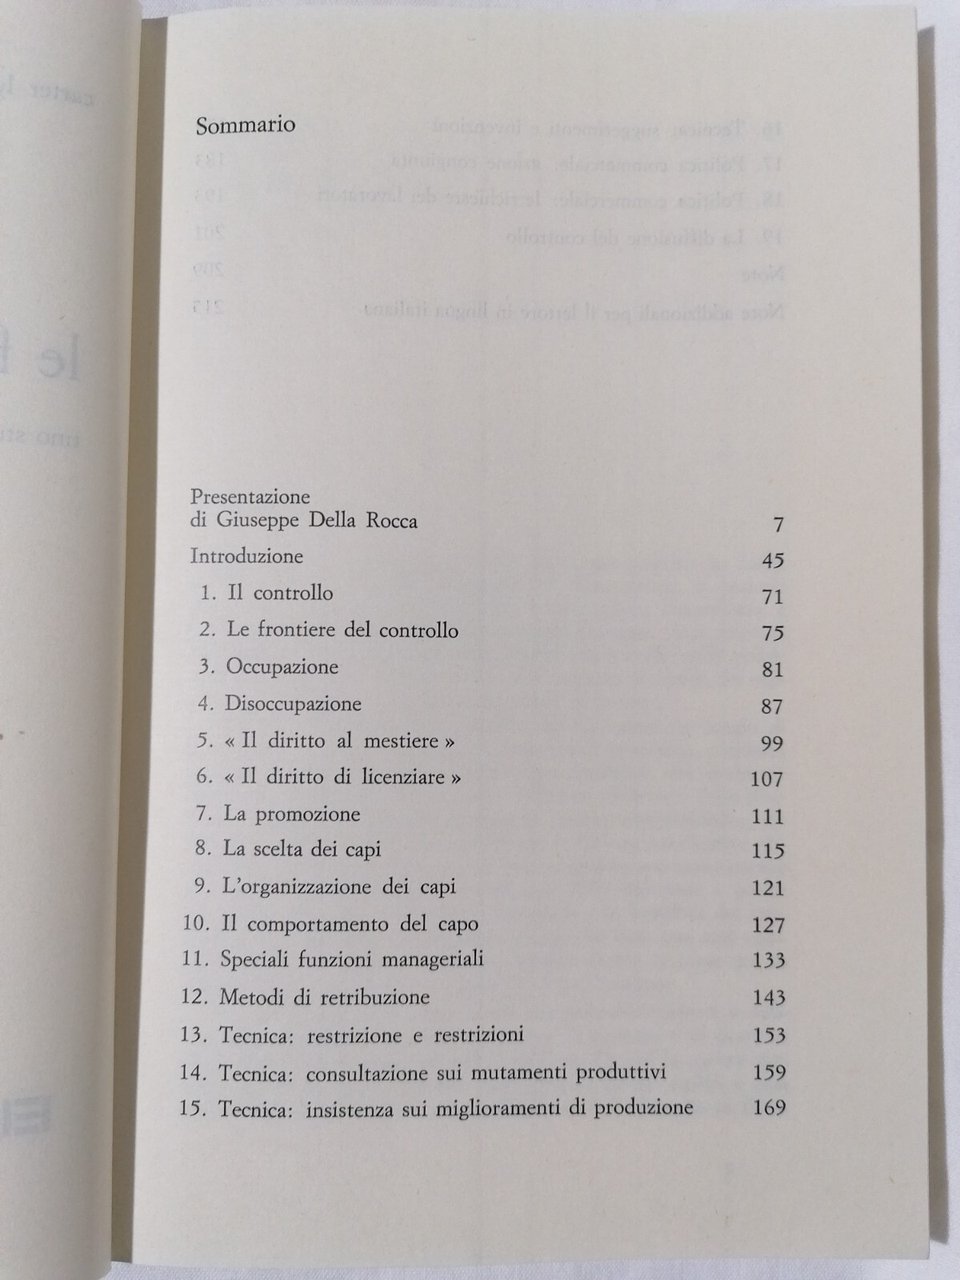 Sommario
Presentazione
di Giuseppe Della Rocca 7
Introduzione 45
1. Il controllo 71
2. Le frontiere del controllo 75
3. Occupazione 81
4. Disoccupazione 87
5. « Il diritto al mestiere » 99
6. « Il diritto di licenziare » 107
7. La promozione 111
8. La scelta dei capi 115
9. L'organizzazione dei capi 121
10. Il comportamento del capo 127
11. Speciali funzioni manageriali 133
12. Metodi di retribuzione 143
13. Tecnica: restrizione e restrizioni 153
14. Tecnica: consultazione sui mutamenti produttivi 159
15. Tecnica: insistenza sui miglioramenti di produzione 169